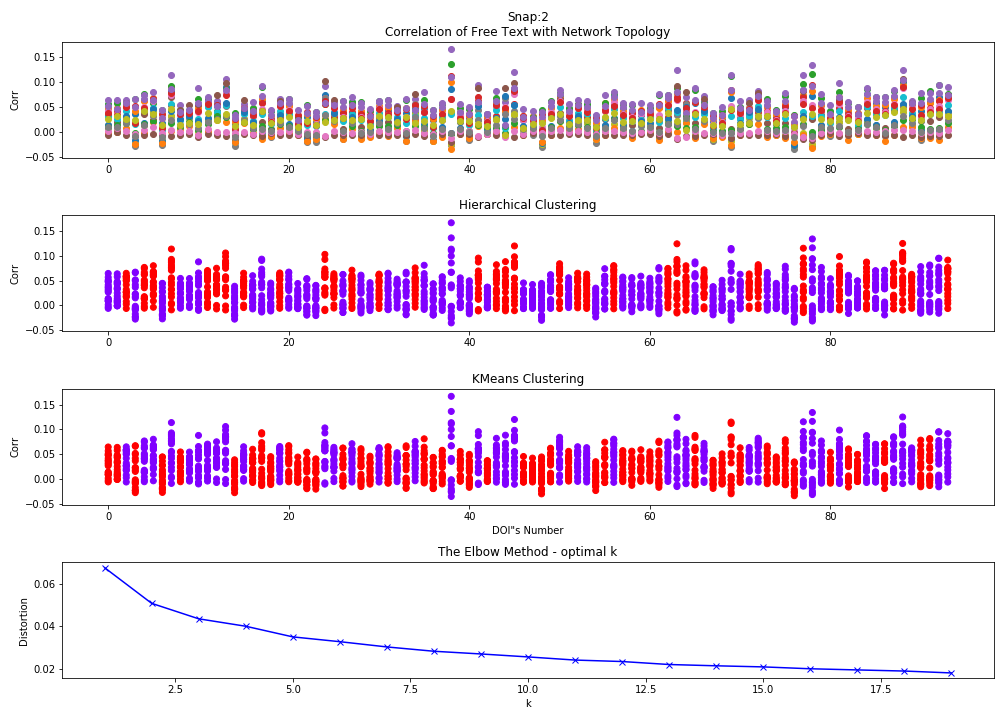 Snap:2
Correlation of Free Text with Network Topology
0.15
0.10
0.05
0.00
−0.05
Corr
0 20 40 60 80
Hierarchical Clustering
0.15
0.10
0.05
0.00
−0.05
Corr
0 20 40 60 80
KMeans Clustering
0.15
0.10
0.05
0.00
−0.05
Corr
0 20 40 60 80
DOI"s Number
The Elbow Method - optimal k
0.06
0.04
0.02
Distortion
2.5 5.0 7.5 10.0 12.5 15.0 17.5
k